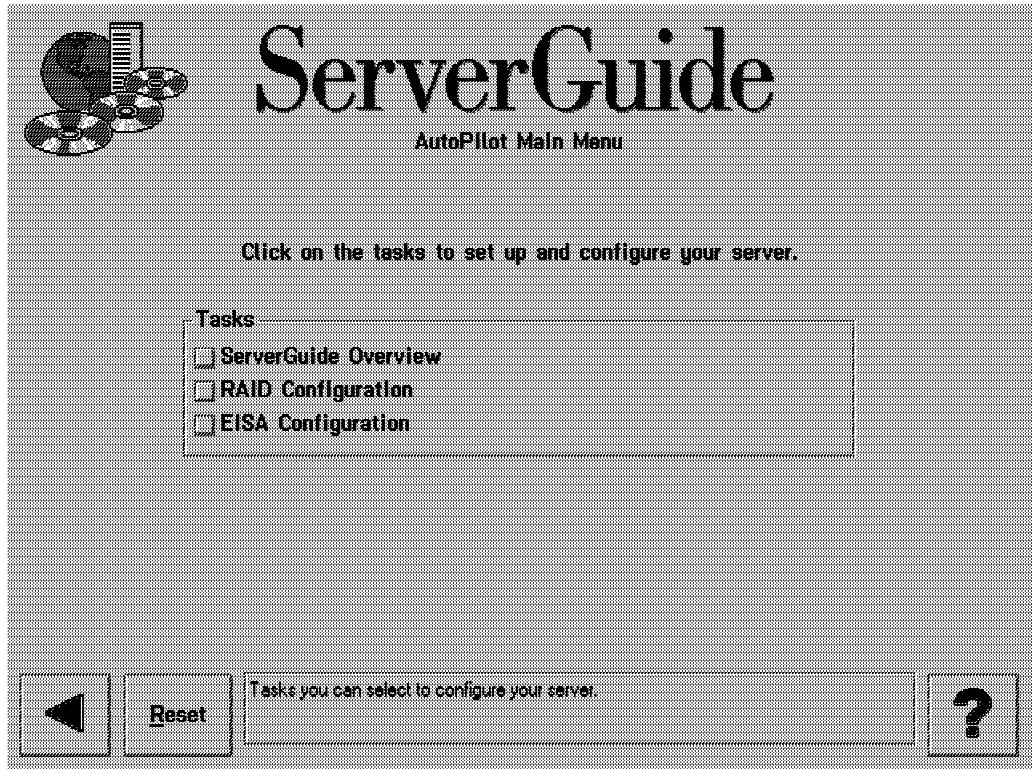 ServerGuide
AutoPilot Main Menu
Click on the tasks to set up and configure your server.
Tasks
ServerGuide Overview
RAID Configuration
EISA Configuration
Reset
Tasks you can select to configure your server.
?